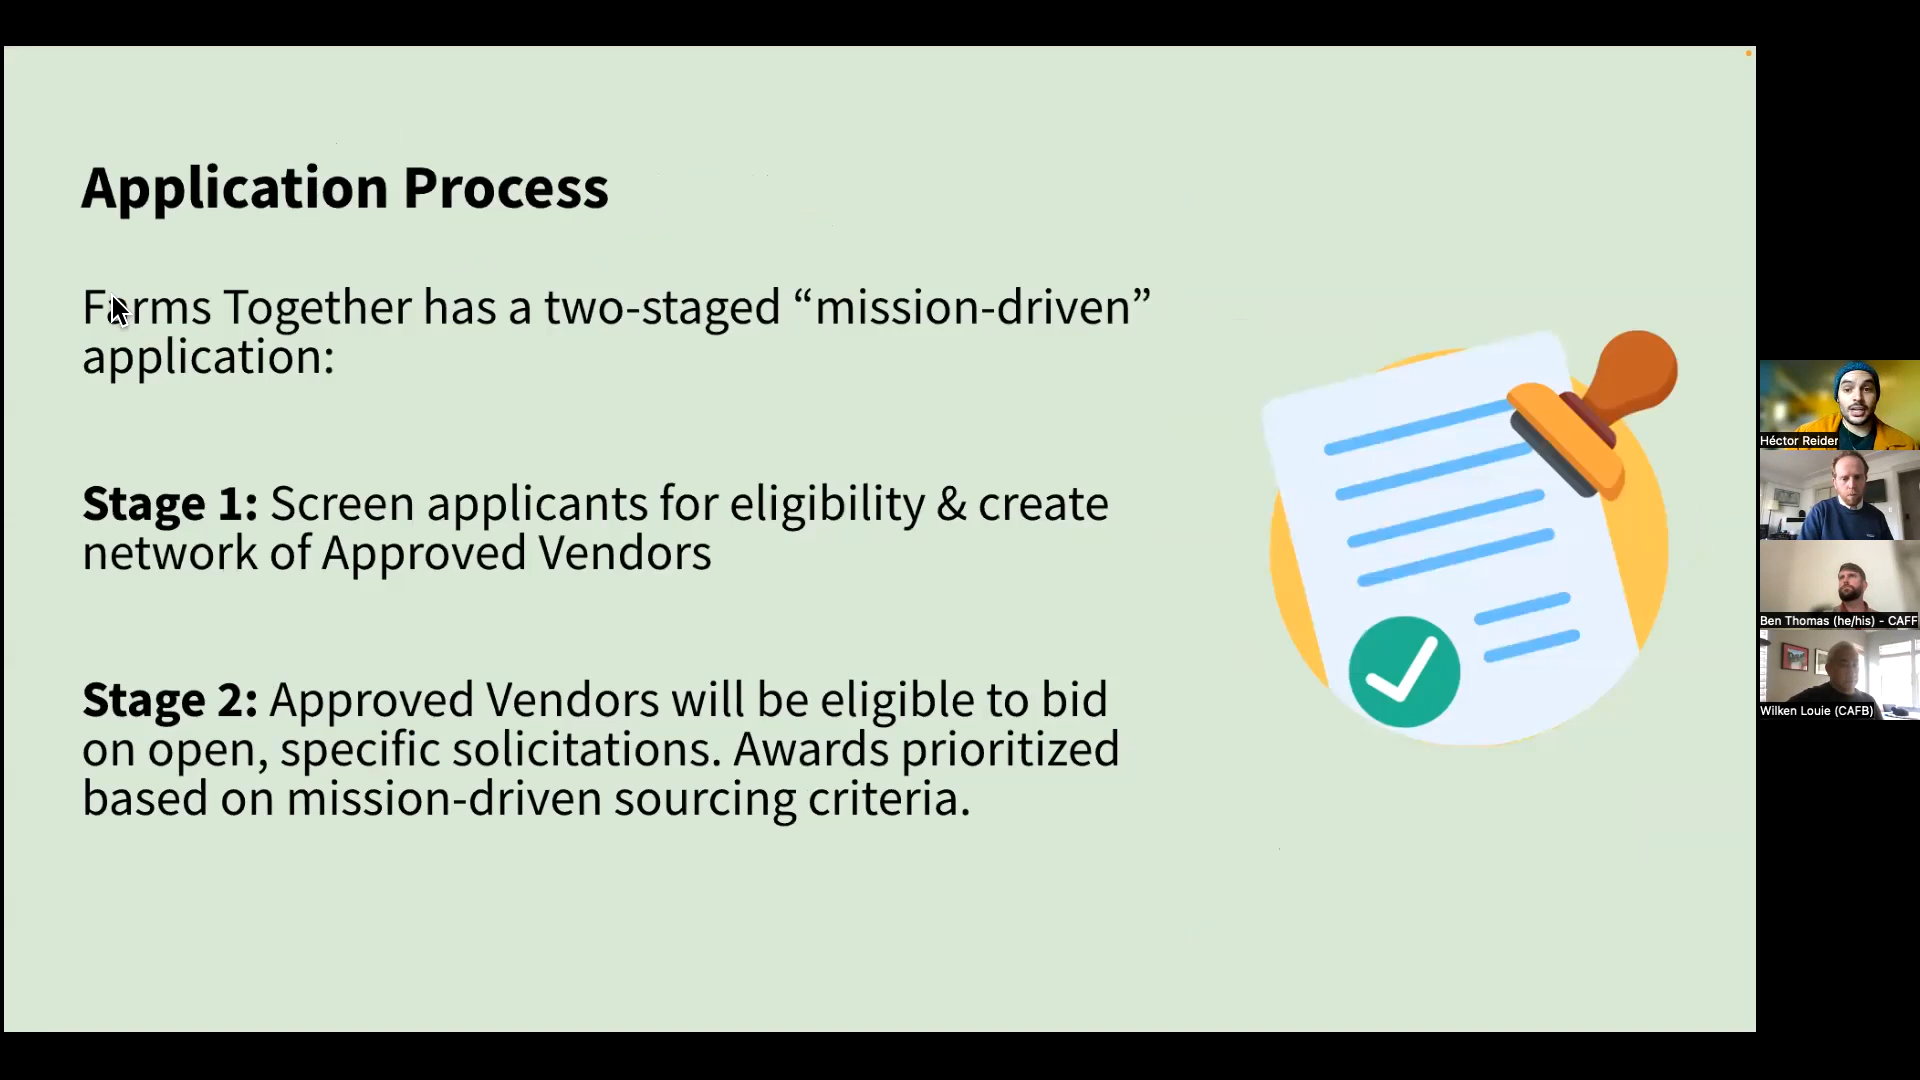 Application Process
Farms Together has a two-staged “mission-driven”
application:
Stage 1: Screen applicants for eligibility & create
network of Approved Vendors
Stage 2: Approved Vendors will be eligible to bid
on open, specific solicitations. Awards prioritized
based on mission-driven sourcing criteria.
Héctor Reider
Ben Thomas (he/his) - CAFF
Wilken Louie (CAFB)